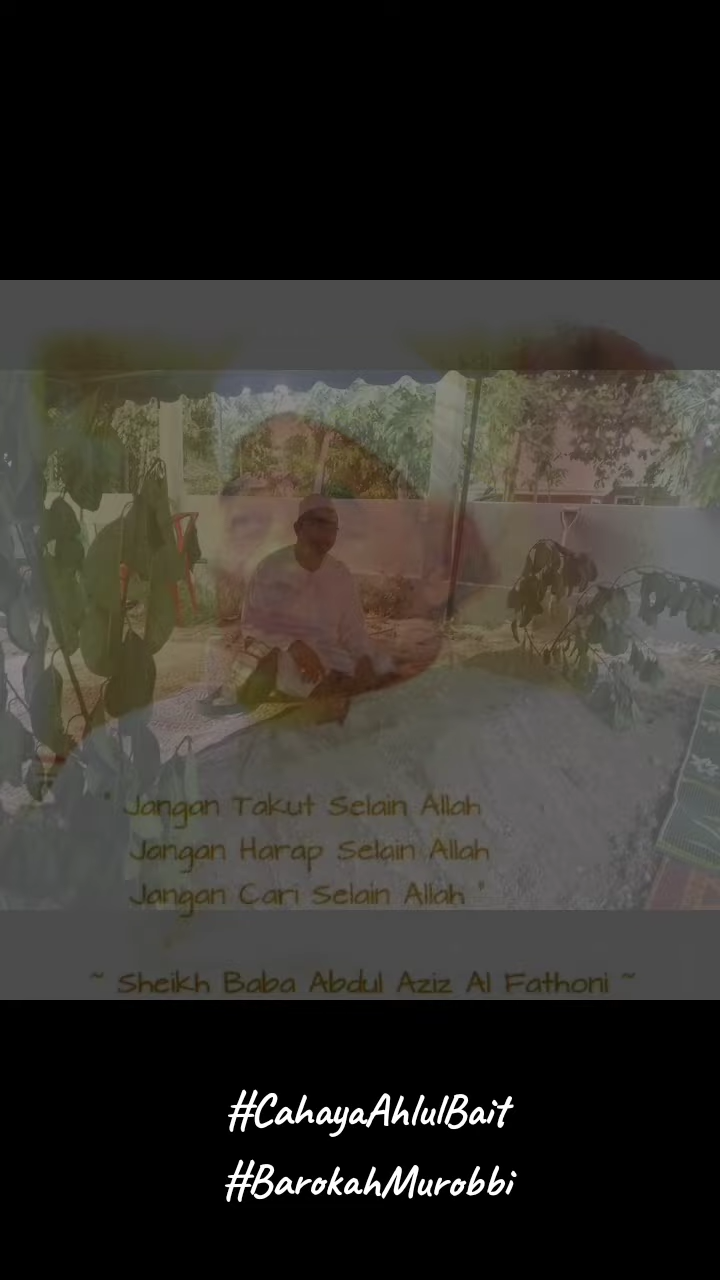 " Jangan Takut Selain Allah
Jangan Harap Selain Allah
Jangan Cari Selain Allah "
~ Sheikh Baba Abdul Aziz Al Fathoni ~
#CahayaAhlulBait
#BarokahMurobbi